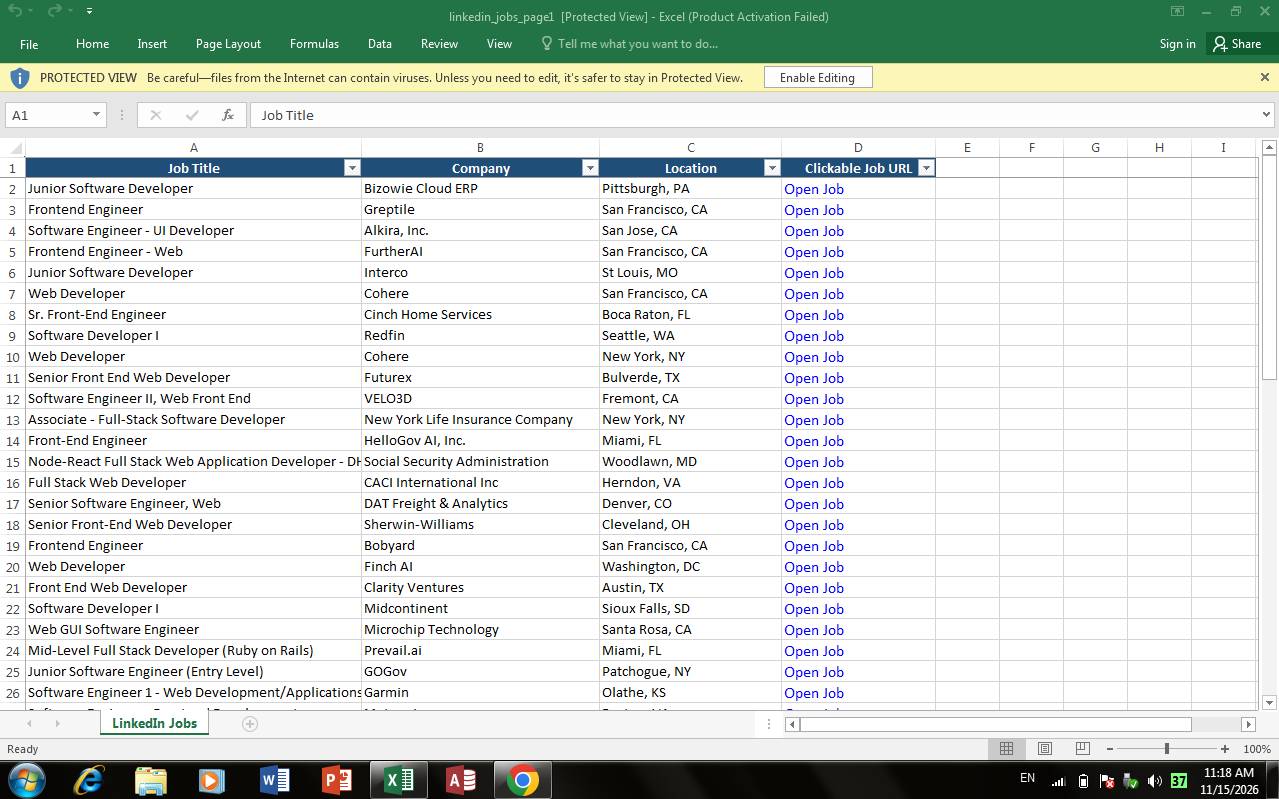 linkedin_jobs_page1 [Protected View] - Excel (Product Activation Failed)
File Home Insert Page Layout Formulas Data Review View Tell me what you want to do... Sign in Share
PROTECTED VIEW Be careful—files from the Internet can contain viruses. Unless you need to edit, it's safer to stay in Protected View. Enable Editing
A1 fx Job Title
A B C D E F G H I
1 Job Title Company Location Clickable Job URL
2 Junior Software Developer Bizowie Cloud ERP Pittsburgh, PA Open Job
3 Frontend Engineer Greptile San Francisco, CA Open Job
4 Software Engineer - UI Developer Alkira, Inc. San Jose, CA Open Job
5 Frontend Engineer - Web FurtherAI San Francisco, CA Open Job
6 Junior Software Developer Interco St Louis, MO Open Job
7 Web Developer Cohere San Francisco, CA Open Job
8 Sr. Front-End Engineer Cinch Home Services Boca Raton, FL Open Job
9 Software Developer I Redfin Seattle, WA Open Job
10 Web Developer Cohere New York, NY Open Job
11 Senior Front End Web Developer Futurex Bulverde, TX Open Job
12 Software Engineer II, Web Front End VELO3D Fremont, CA Open Job
13 Associate - Full-Stack Software Developer New York Life Insurance Company New York, NY Open Job
14 Front-End Engineer HelloGov AI, Inc. Miami, FL Open Job
15 Node-React Full Stack Web Application Developer - DH Social Security Administration Woodlawn, MD Open Job
16 Full Stack Web Developer CACI International Inc Herndon, VA Open Job
17 Senior Software Engineer, Web DAT Freight & Analytics Denver, CO Open Job
18 Senior Front-End Web Developer Sherwin-Williams Cleveland, OH Open Job
19 Frontend Engineer Bobyard San Francisco, CA Open Job
20 Web Developer Finch AI Washington, DC Open Job
21 Front End Web Developer Clarity Ventures Austin, TX Open Job
22 Software Developer I Midcontinent Sioux Falls, SD Open Job
23 Web GUI Software Engineer Microchip Technology Santa Rosa, CA Open Job
24 Mid-Level Full Stack Developer (Ruby on Rails) Prevail.ai Miami, FL Open Job
25 Junior Software Engineer (Entry Level) GOGov Patchogue, NY Open Job
26 Software Engineer 1 - Web Development/Applications Garmin Olathe, KS Open Job
LinkedIn Jobs
Ready 100%
EN 37 11:18 AM
11/15/2026